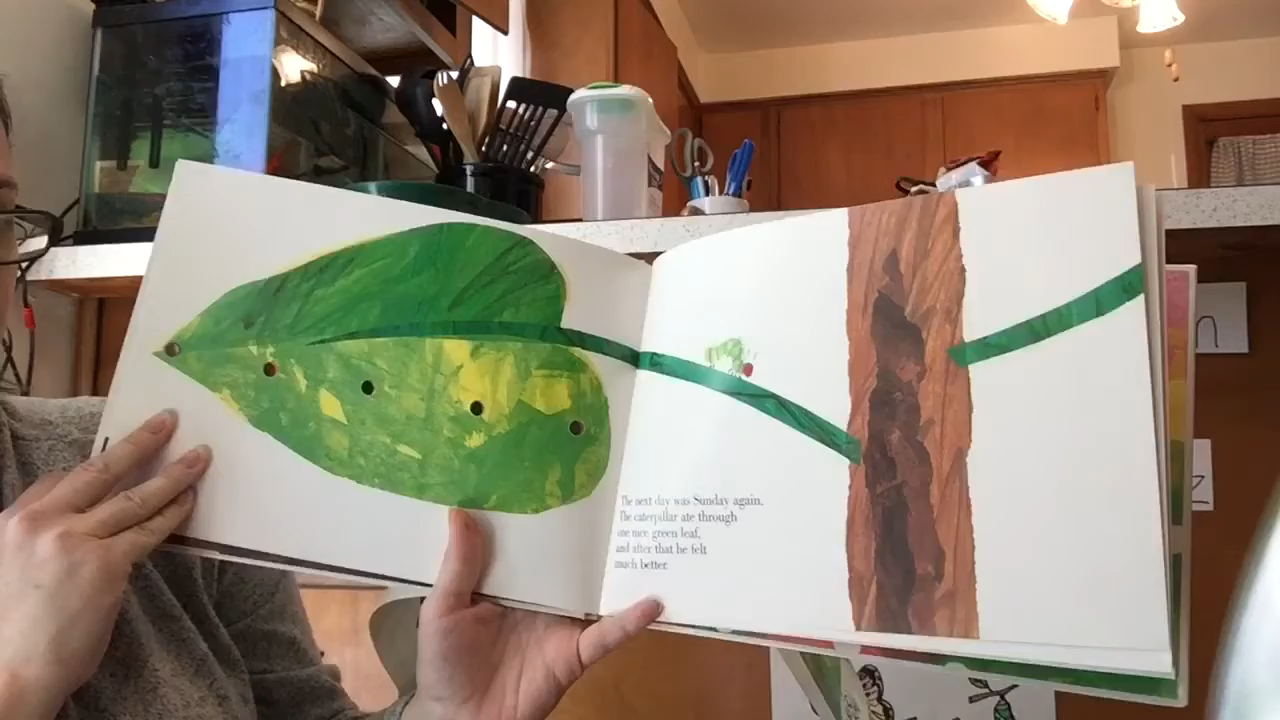 The next day was Sunday again.
The caterpillar ate through
one nice green leaf,
and after that he felt
much better.
n
z